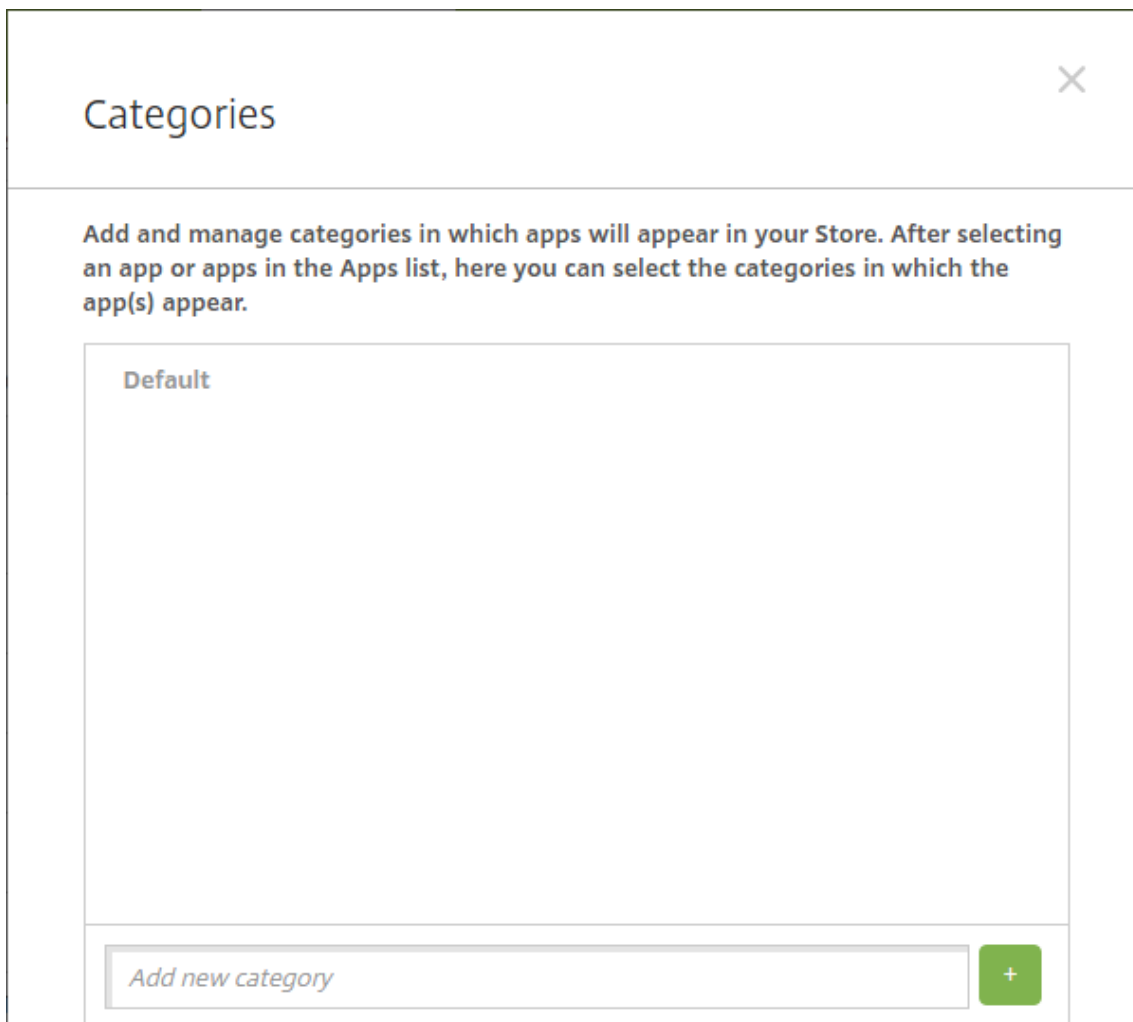 Categories
Add and manage categories in which apps will appear in your Store. After selecting
an app or apps in the Apps list, here you can select the categories in which the
app(s) appear.
Default
Add new category
+